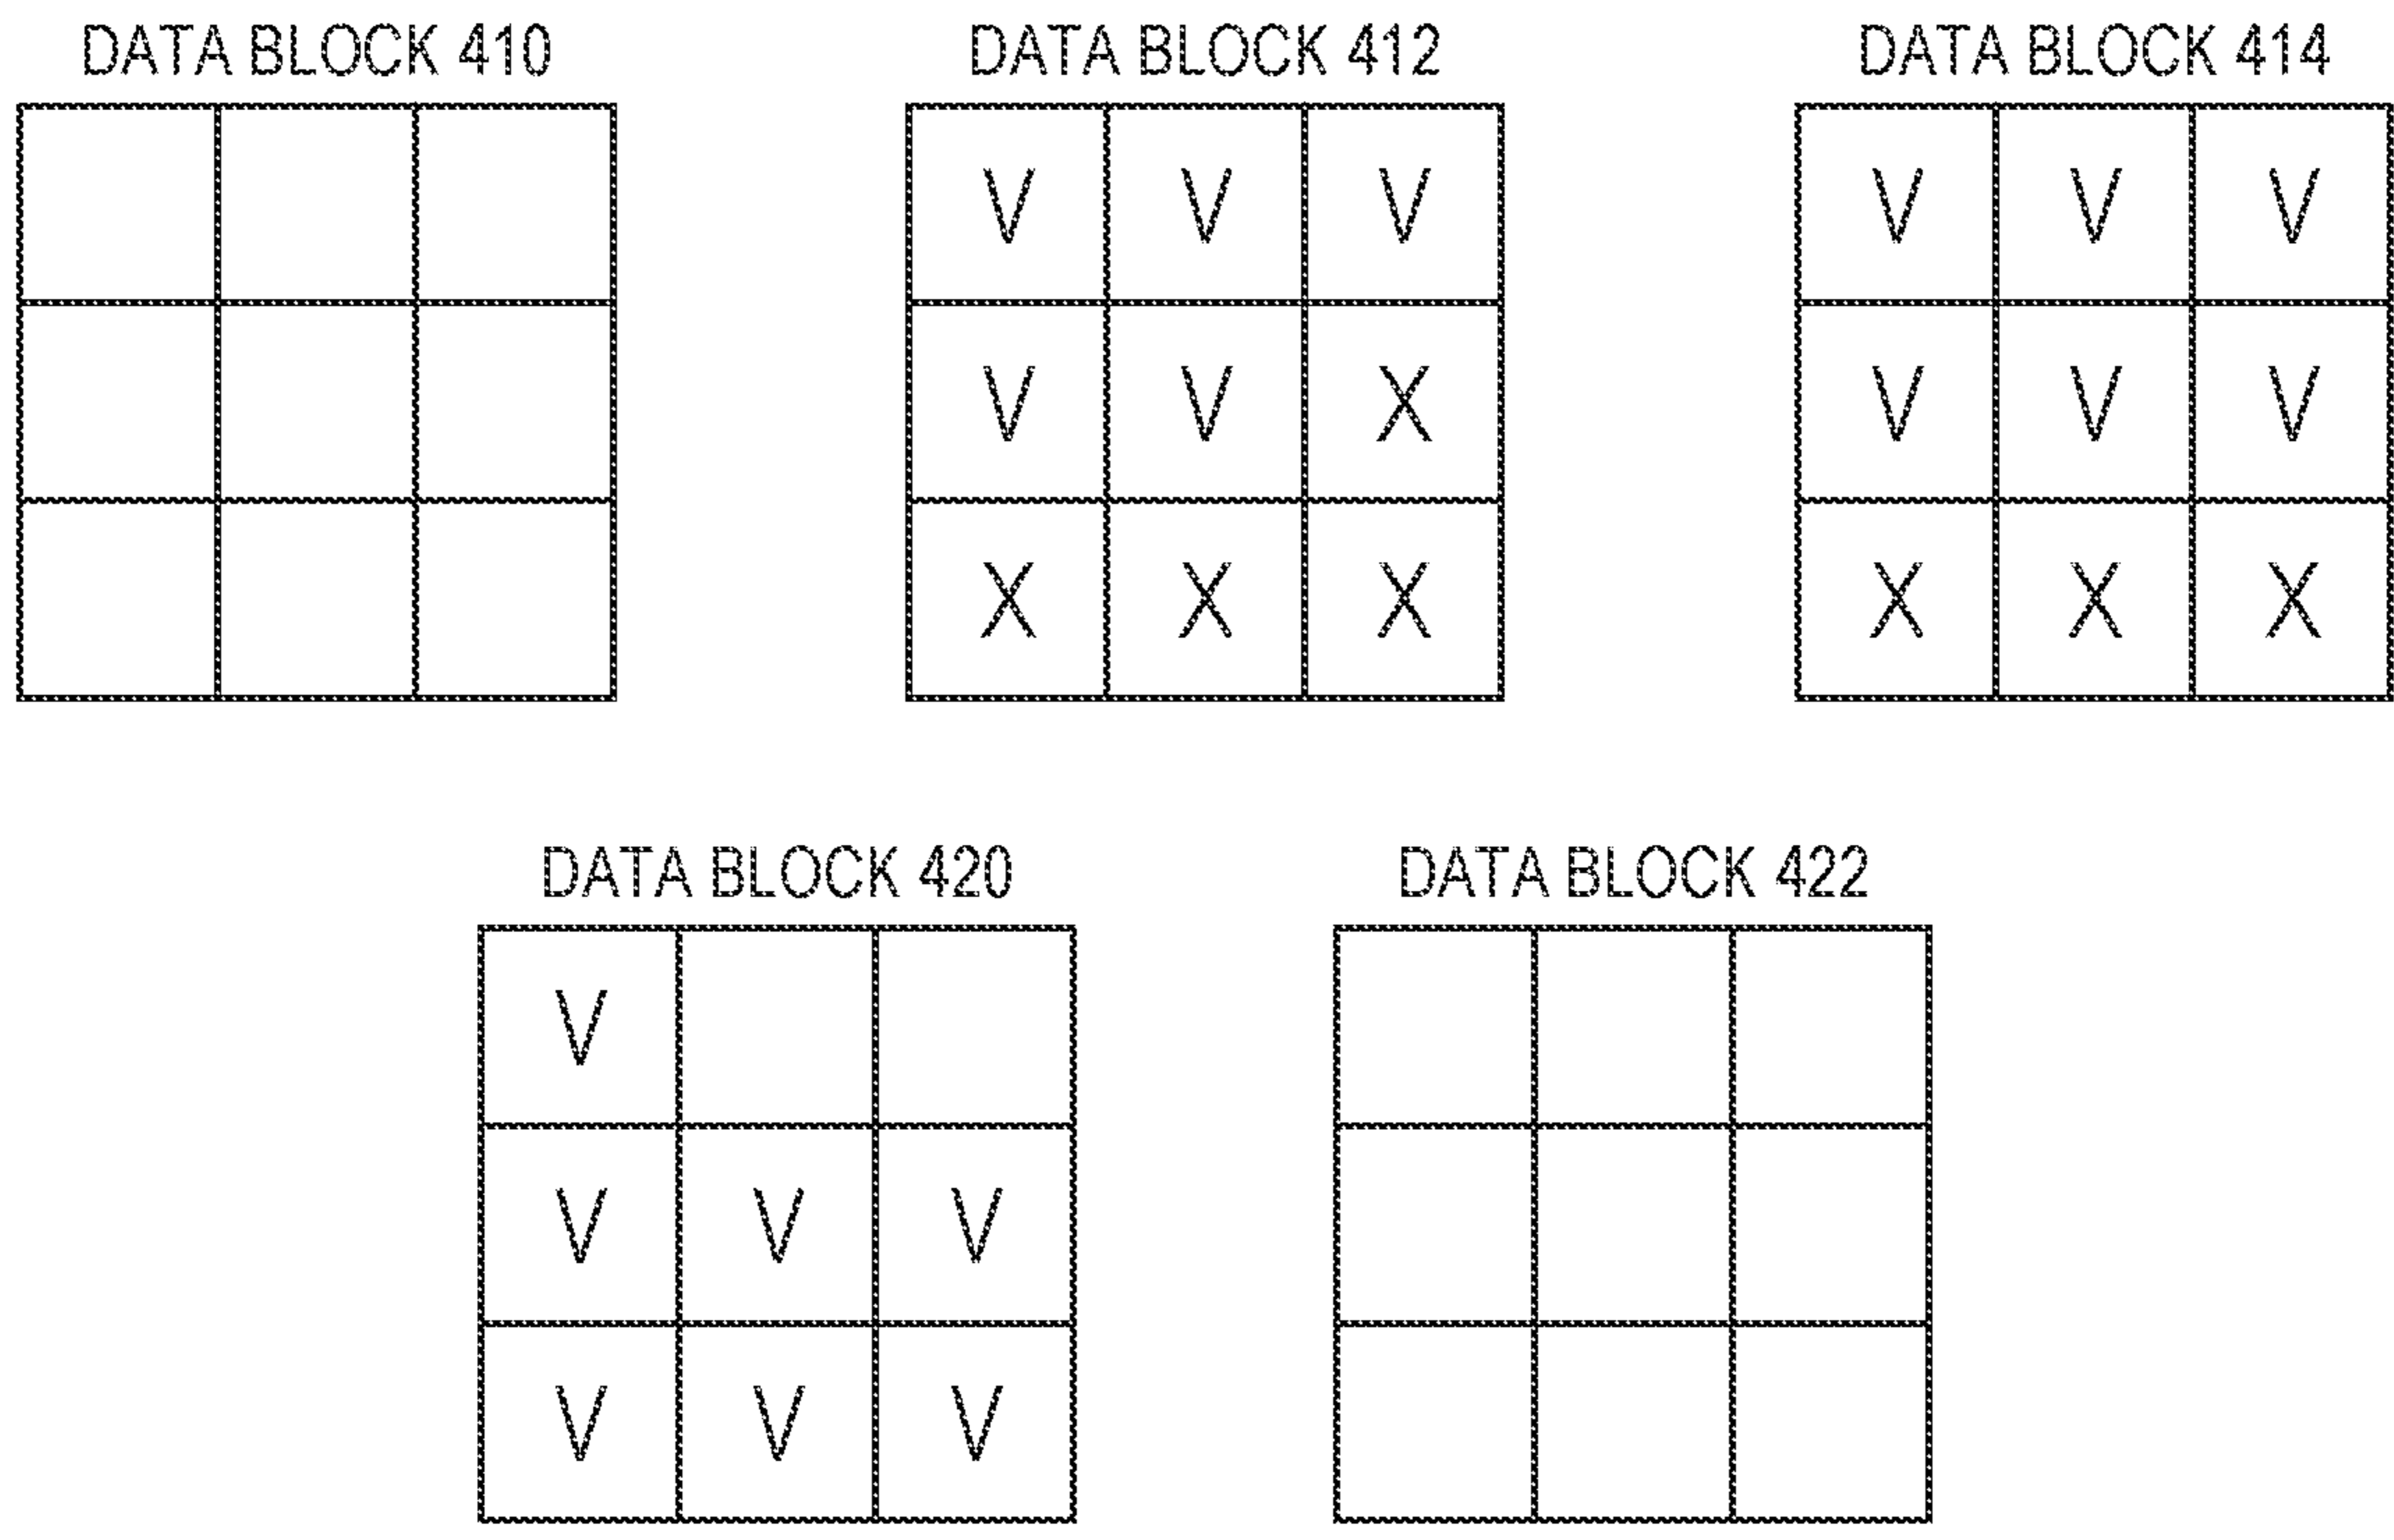 DATA BLOCK 410 DATA BLOCK 412 DATA BLOCK 414
V V V V V V
V V X V V V
X X X X X X
DATA BLOCK 420 DATA BLOCK 422
V
V V V
V V V